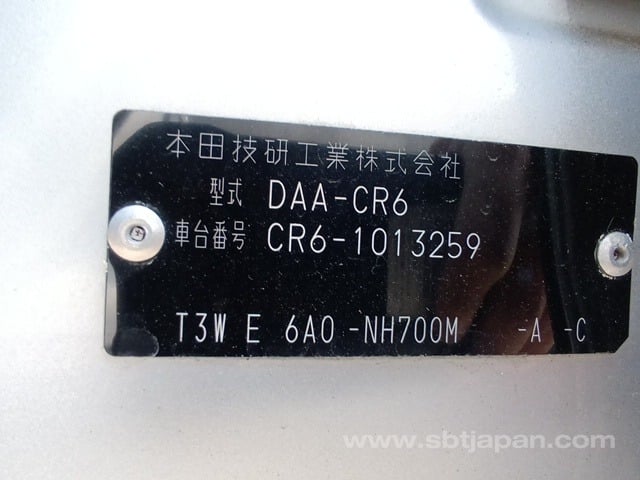 本田技研工業株式会社
型式 DAA-CR6
車台番号 CR6-1013259
T3W E 6A0 -NH700M -A -C
www.sbtjapan.com